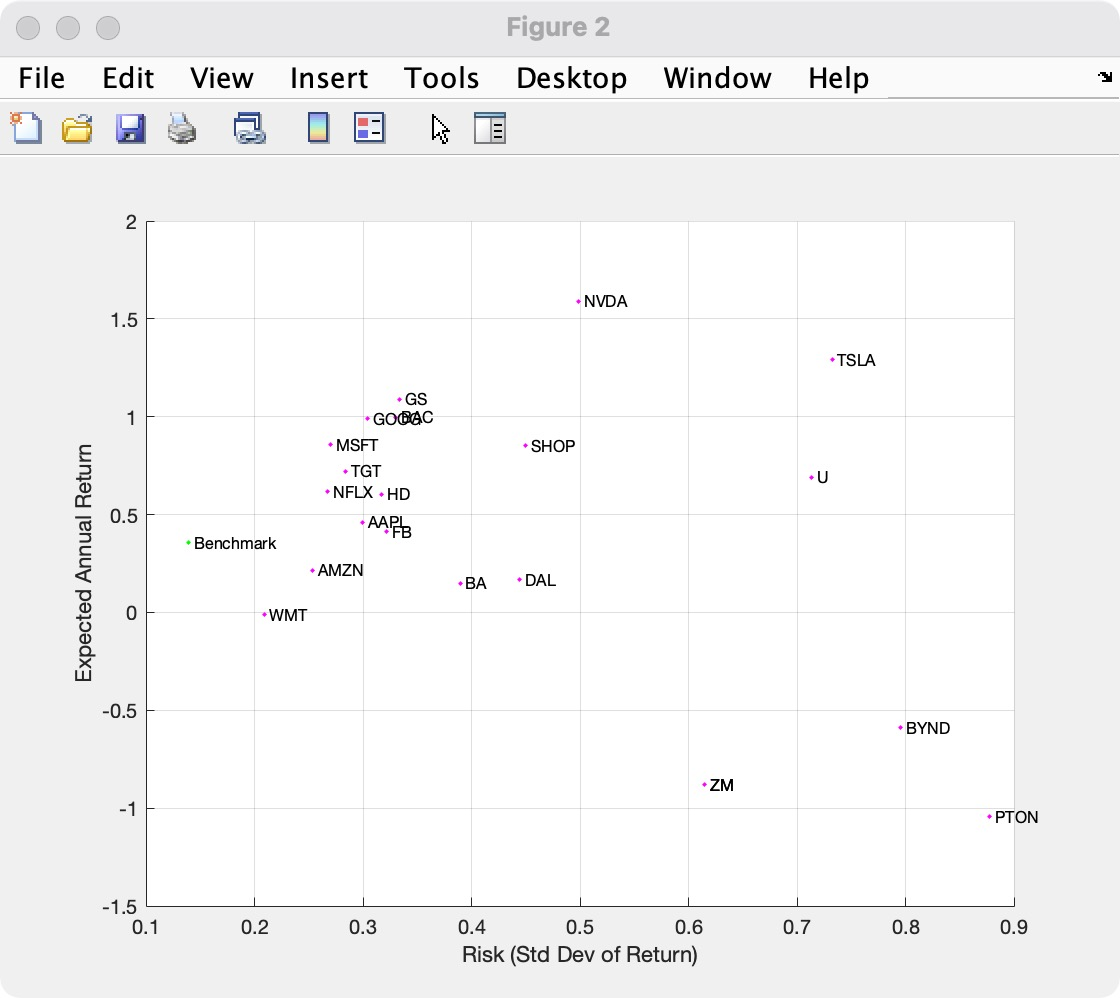 Figure 2
File Edit View Insert Tools Desktop Window Help
2
NVDA
1.5
TSLA
GS
1
GOOG
BAC
MSFT
SHOP
TGT
U
NFLX
HD
0.5
AAPL
FB
Benchmark
AMZN
BA
DAL
0
WMT
Expected Annual Return
-0.5
BYND
ZM
-1
PTON
-1.5
0.1 0.2 0.3 0.4 0.5 0.6 0.7 0.8 0.9
Risk (Std Dev of Return)